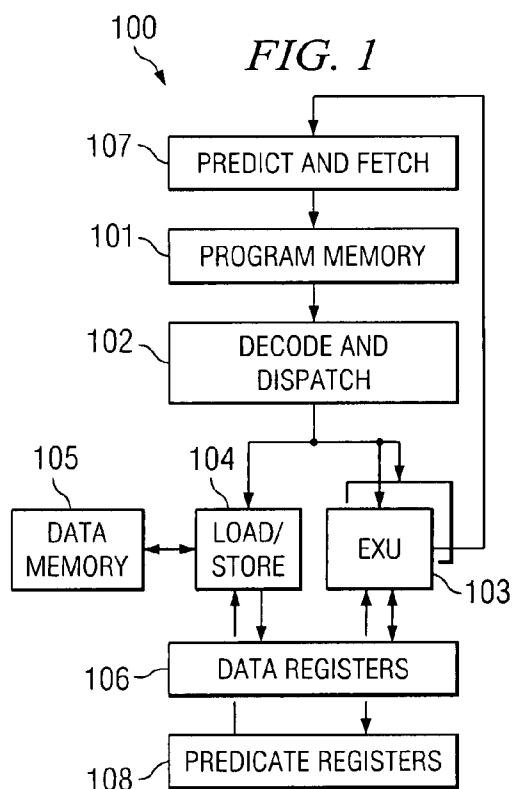 100
FIG. 1
107
PREDICT AND FETCH
101
PROGRAM MEMORY
102
DECODE AND
DISPATCH
105
104
DATA
MEMORY
LOAD/
STORE
EXU
103
106
DATA REGISTERS
108
PREDICATE REGISTERS